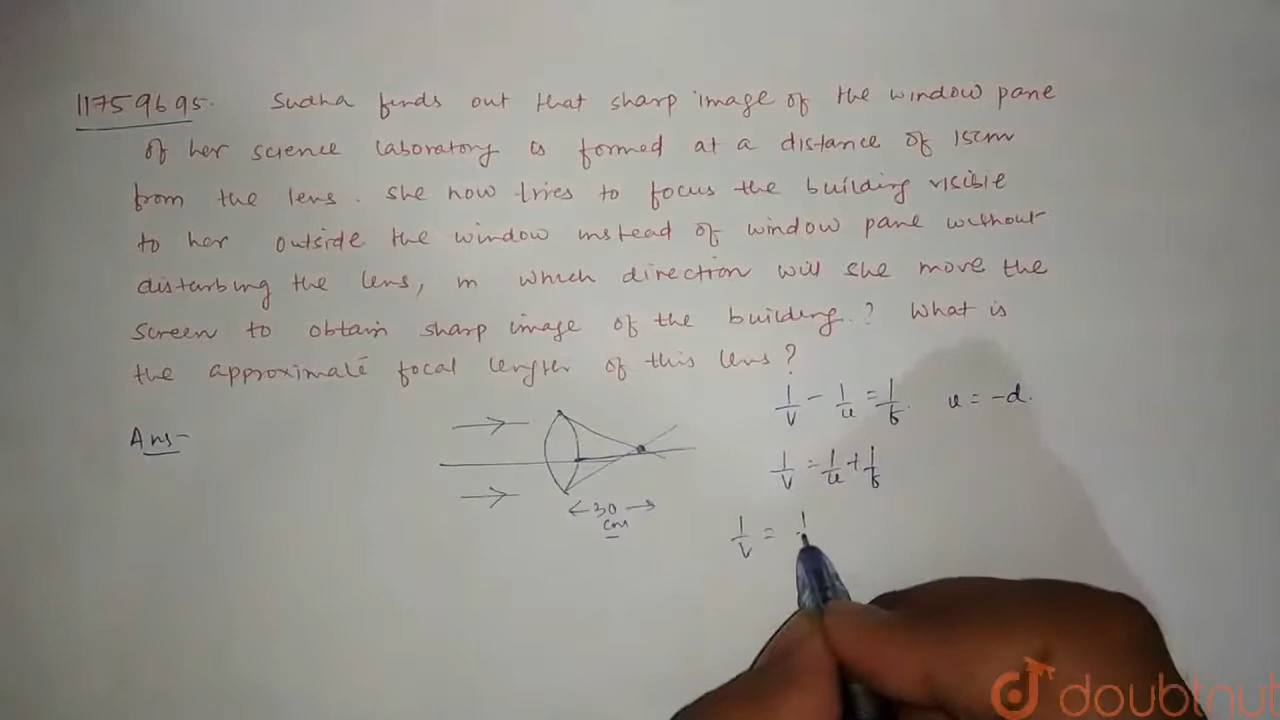 11759695. Sudha finds out that sharp image of the window pane
of her science laboratory is formed at a distance of 15cm
from the lens. She now tries to focus the building visible
to her outside the window instead of window pane without
disturbing the lens, in which direction will she move the
screen to obtain sharp image of the building.? What is
the approximate focal length of this lens?
1/v - 1/u = 1/f. u = -d.
Ans-
1/v = 1/u + 1/f
←30→
cm
1/v = 1
doubtnut